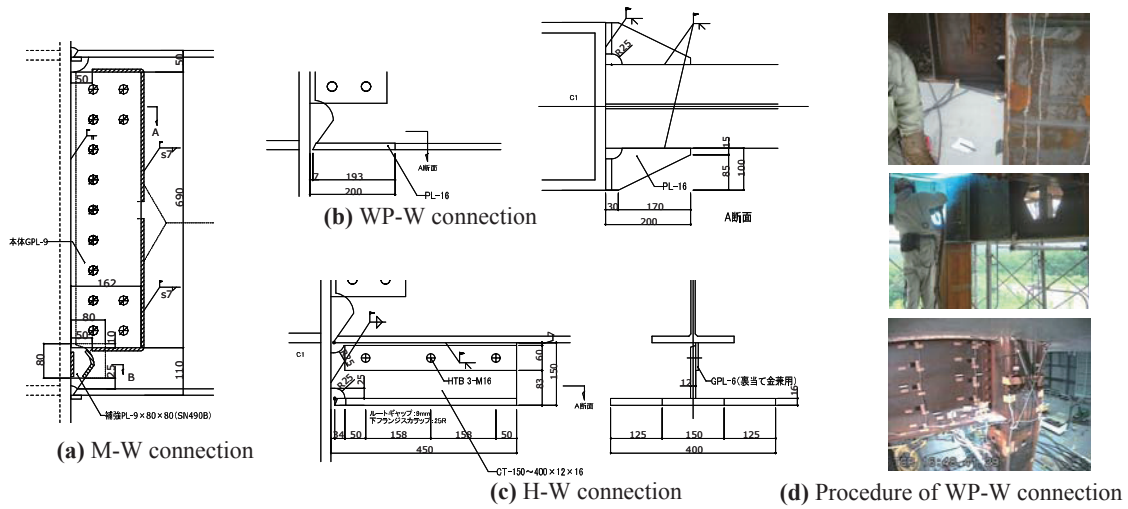 50
50
A
s7
690
本体GPL-9
162
s7
80
50
10
80
25
B
110
補強PL-9×80×80(SN490B)
(a) M-W connection
A断面
7
193
200
PL-16
(b) WP-W connection
R25
C1
15
85
100
PL-16
30
170
200
A断面
C1
R25
R25
25
HTB 3-M16
60
83
150
A断面
ルートギャップ:8mm
下フランジスカラップ:25R
34
50
158
158
50
450
CT-150～400×12×16
12
GPL-6(裏当て金兼用)
16
125
150
125
400
(c) H-W connection
(d) Procedure of WP-W connection